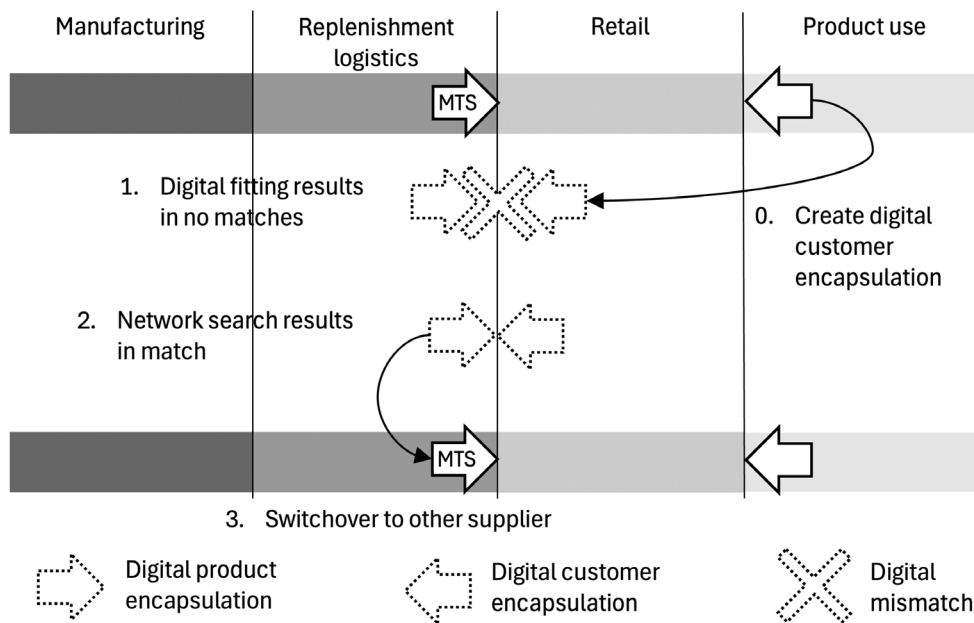 Manufacturing
Replenishment
logistics
Retail
Product use
MTS
1. Digital fitting results
in no matches
0. Create digital
customer
encapsulation
2. Network search results
in match
MTS
3. Switchover to other supplier
Digital product
encapsulation
Digital customer
encapsulation
Digital
mismatch